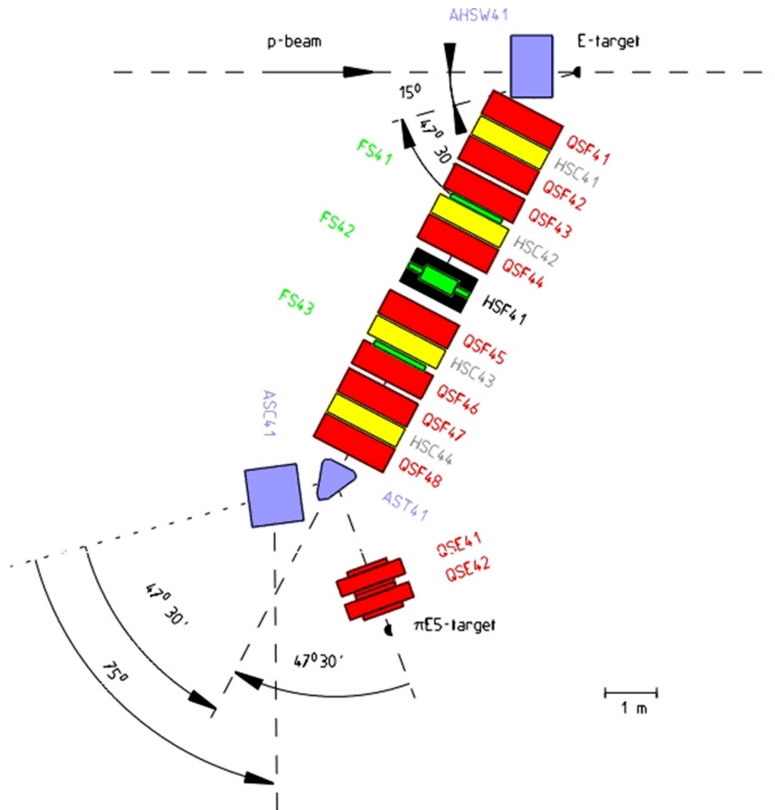 AHSW41
p-beam
E-target
15⁰
47⁰ 30
FS41
QSF41
HSC41
QSF42
QSF43
FS42
HSC42
QSF44
FS43
HSF41
QSF45
HSC43
QSF46
ASC41
QSF47
HSC44
QSF48
AST41
QSE41
QSE42
47⁰ 30'
πE5-target
75⁰
47⁰30'
1 m